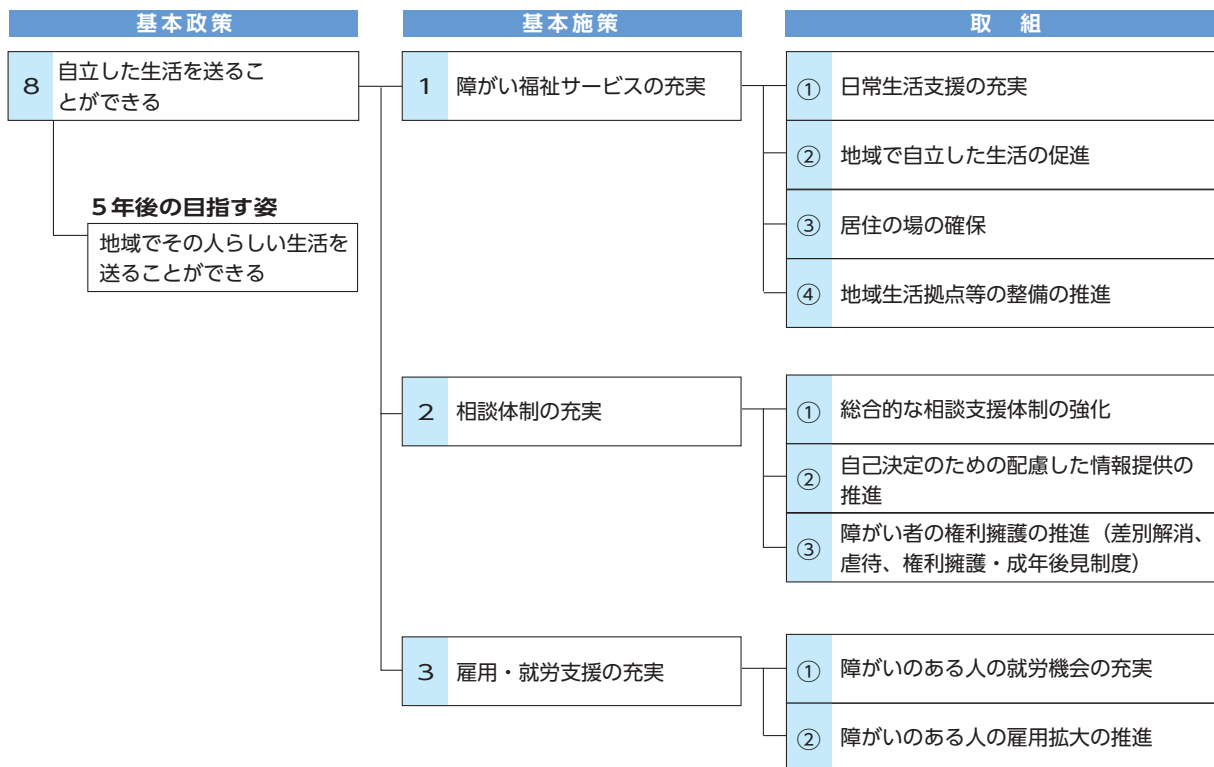 基本政策
基本施策
取　組
8 自立した生活を送るこ
とができる
5年後の目指す姿
地域でその人らしい生活を
送ることができる
1 障がい福祉サービスの充実
① 日常生活支援の充実
② 地域で自立した生活の促進
③ 居住の場の確保
④ 地域生活拠点等の整備の推進
2 相談体制の充実
① 総合的な相談支援体制の強化
② 自己決定のための配慮した情報提供の
推進
③ 障がい者の権利擁護の推進（差別解消、
虐待、権利擁護・成年後見制度）
3 雇用・就労支援の充実
① 障がいのある人の就労機会の充実
② 障がいのある人の雇用拡大の推進